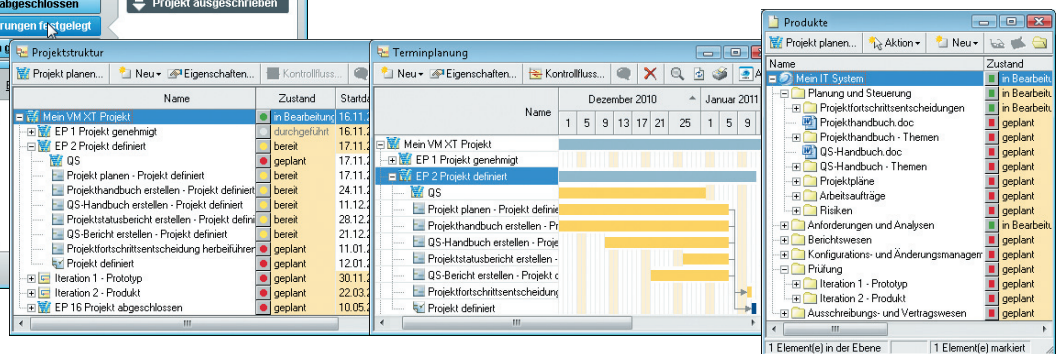 abgeschlossen
Projekt ausgeschrieben
rungen festgelegt
Projektstruktur
Projekt planen... Neu Eigenschaften... Kontrollfluss...
Name Zustand Startda
Mein VM XT Projekt in Bearbeitung 16.11.
EP 1 Projekt genehmigt durchgeführt 16.11.
EP 2 Projekt definiert bereit 17.11.
QS geplant 17.11.
Projekt planen - Projekt definiert bereit 17.11.
Projekthandbuch erstellen - Projekt definiert bereit 24.11.
QS-Handbuch erstellen - Projekt definiert bereit 11.12.
Projektstatusbericht erstellen - Projekt defini bereit 28.12.
QS-Bericht erstellen - Projekt definiert bereit 21.12.
Projektfortschrittsentscheidung herbeiführen geplant 11.01.
Projekt definiert geplant 12.01.
Iteration 1 - Prototyp geplant 30.11.
Iteration 2 - Produkt geplant 22.03.
EP 16 Projekt abgeschlossen geplant 10.05.
Terminplanung
Neu Eigenschaften... Kontrollfluss...
Name Dezember 2010 Januar 2011
1 5 9 13 17 21 25 1 5 9
Mein VM XT Projekt
EP 1 Projekt genehmigt
EP 2 Projekt definiert
QS
Projekt planen - Projekt definie
Projekthandbuch erstellen - Pro
QS-Handbuch erstellen - Proje
Projektstatusbericht erstellen -
QS-Bericht erstellen - Projekt
Projektfortschrittsentscheidung
Projekt definiert
Produkte
Projekt planen... Aktion Neu
Name Zustand
Mein IT System in Bearbeitu
Planung und Steuerung in Bearbeitu
Projektfortschrittsentscheidungen in Bearbeitu
Projekthandbuch.doc geplant
Projekthandbuch - Themen geplant
QS-Handbuch.doc geplant
QS-Handbuch - Themen geplant
Projektpläne geplant
Arbeitsaufträge geplant
Risiken geplant
Anforderungen und Analysen in Bearbeitu
Berichtswesen geplant
Konfigurations- und Änderungsmanagem geplant
Prüfung geplant
Iteration 1 - Prototyp geplant
Iteration 2 - Produkt geplant
Ausschreibungs- und Vertragswesen geplant
1 Element(e) in der Ebene 1 Element(e) markiert